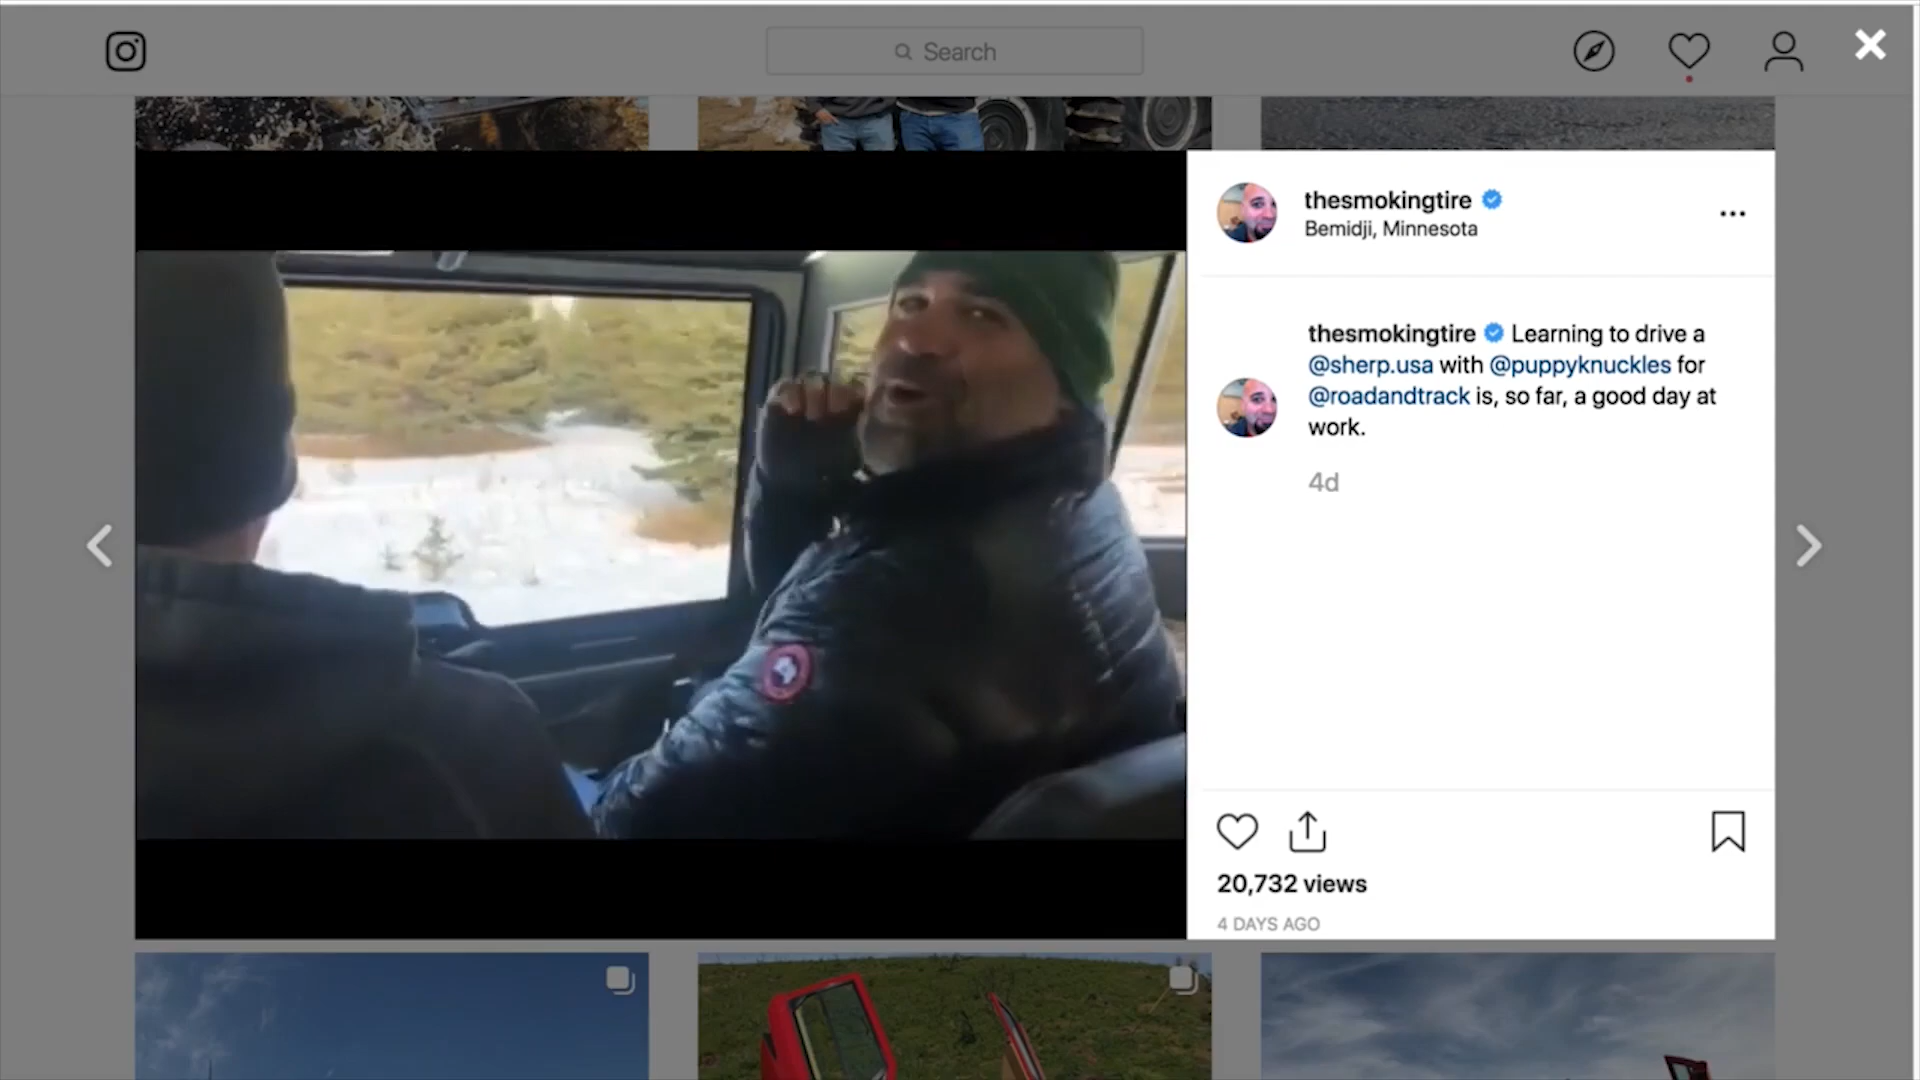 Search
thesmokingtire
Bemidji, Minnesota
thesmokingtire Learning to drive a
@sherp.usa with @puppyknuckles for
@roadandtrack is, so far, a good day at
work.
4d
20,732 views
4 DAYS AGO